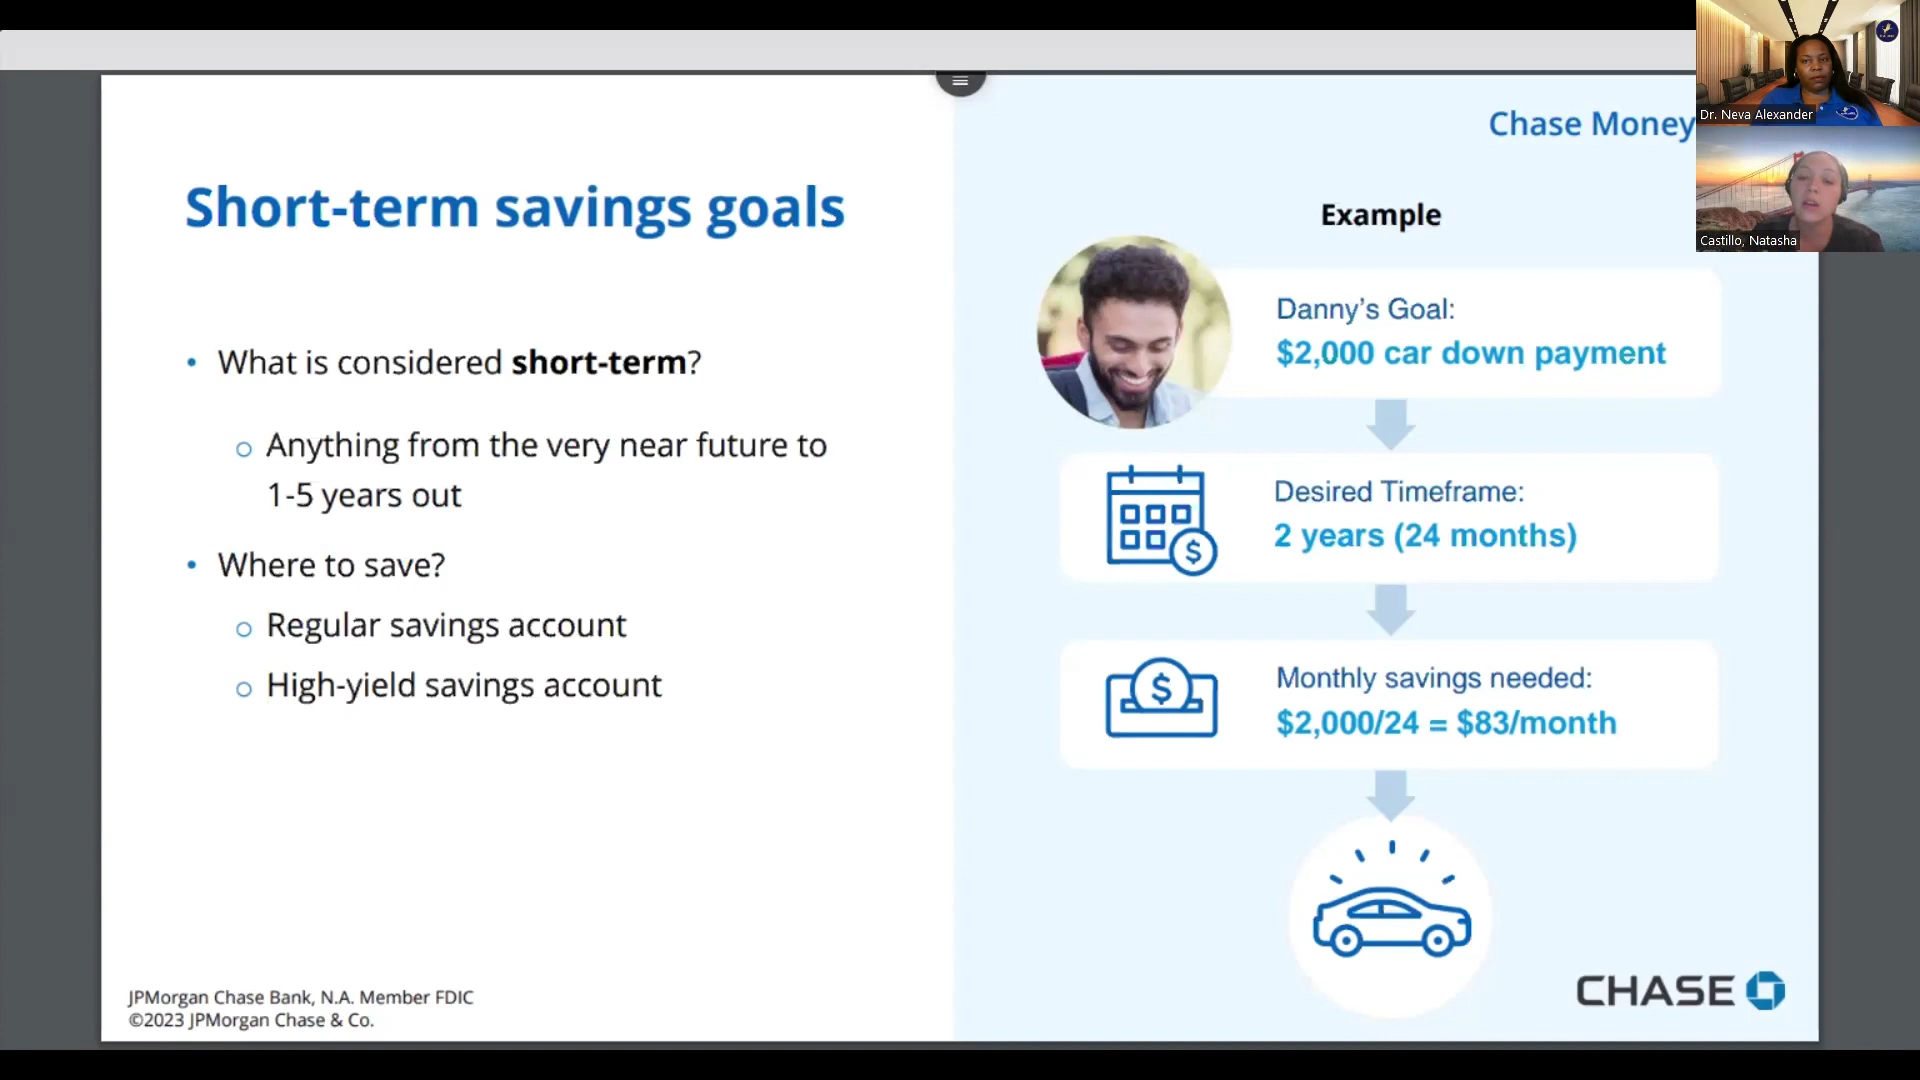 Chase Money
Short-term savings goals
• What is considered short-term?
o Anything from the very near future to
1-5 years out
• Where to save?
o Regular savings account
o High-yield savings account
JPMorgan Chase Bank, N.A. Member FDIC
©2023 JPMorgan Chase & Co.
Example
Danny's Goal:
$2,000 car down payment
Desired Timeframe:
2 years (24 months)
$
Monthly savings needed:
$2,000/24 = $83/month
$
CHASE
Dr. Neva Alexander
Castillo, Natasha